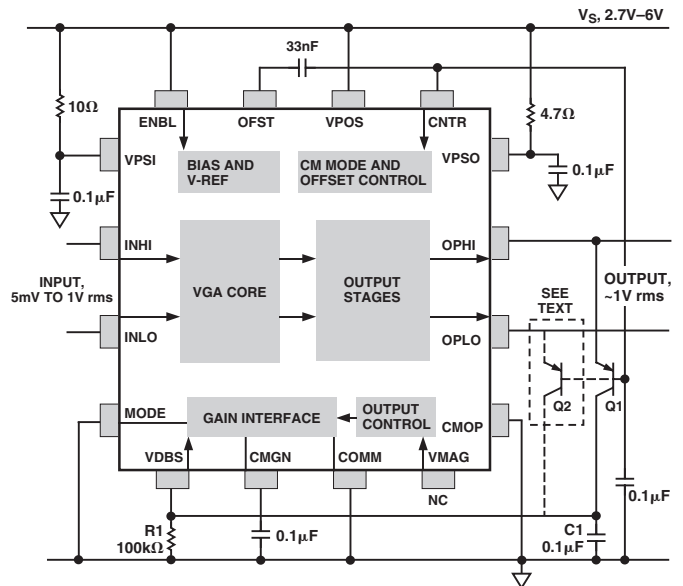 VS, 2.7V–6V
33nF
10Ω
4.7Ω
ENBL
OFST
VPOS
CNTR
VPSI
BIAS AND
V-REF
CM MODE AND
OFFSET CONTROL
VPSO
0.1µF
0.1µF
INHI
OPHI
INPUT,
5mV TO 1V rms
VGA CORE
OUTPUT
STAGES
SEE
TEXT
OUTPUT,
~1V rms
INLO
OPLO
Q2
Q1
MODE
GAIN INTERFACE
OUTPUT
CONTROL
CMOP
VDBS
CMGN
COMM
VMAG
NC
0.1µF
R1
100kΩ
0.1µF
C1
0.1µF